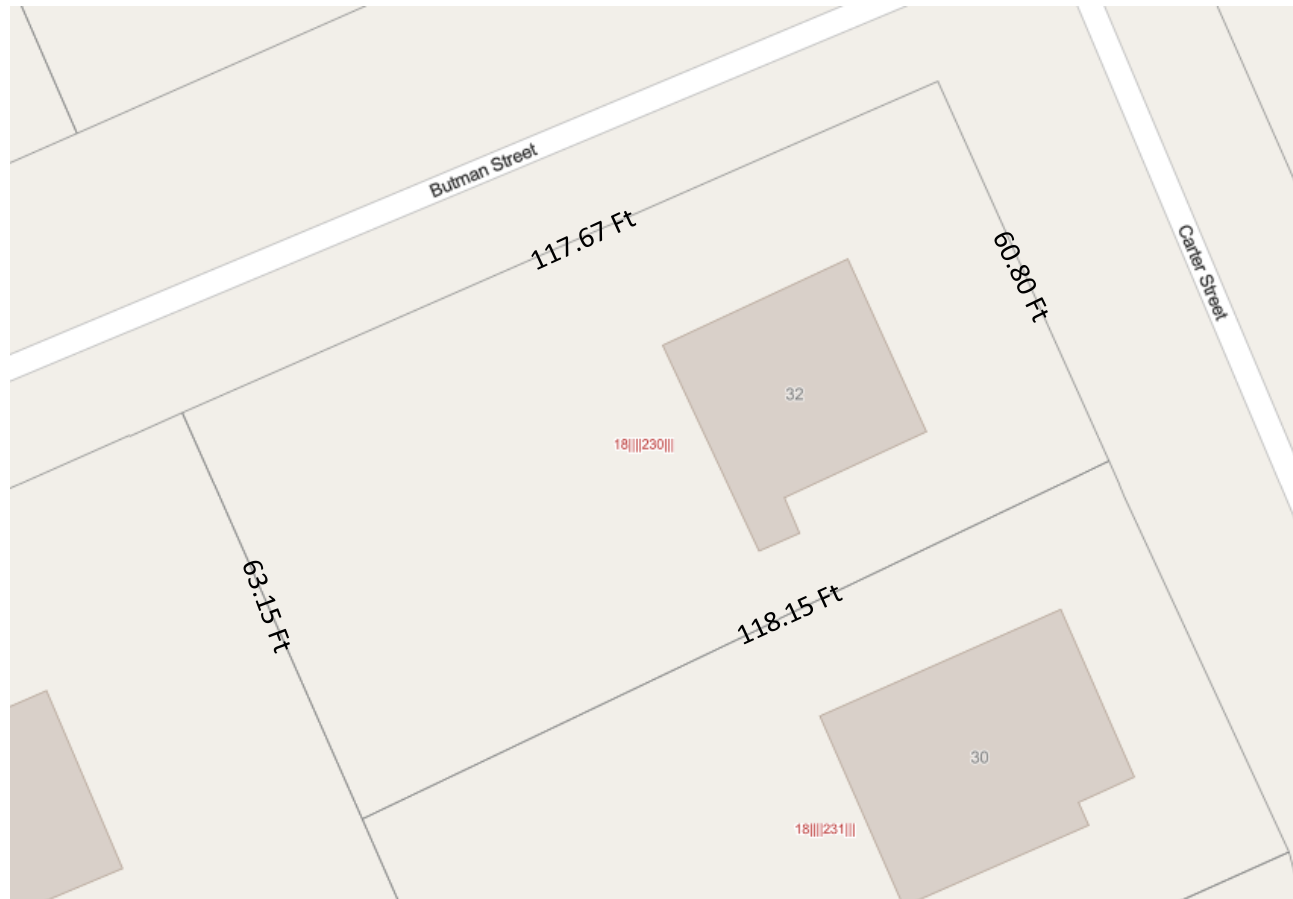 Butman Street
117.67 Ft
60.80 Ft
Carter Street
32
18||||230|||
63.15 Ft
118.15 Ft
30
18||||231|||